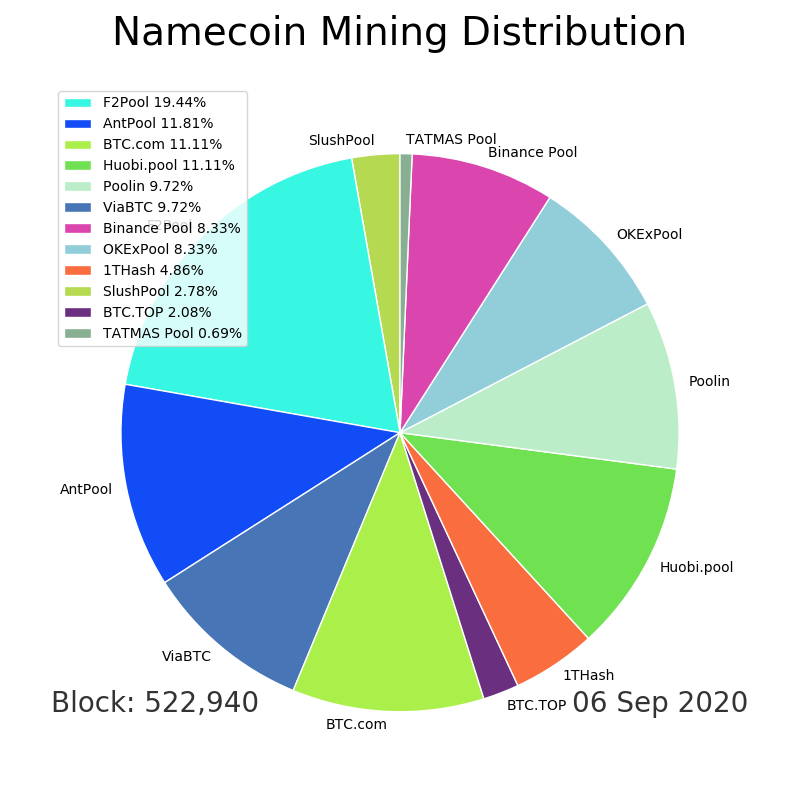 Namecoin Mining Distribution
F2Pool 19.44%
AntPool 11.81%
BTC.com 11.11%
Huobi.pool 11.11%
Poolin 9.72%
ViaBTC 9.72%
Binance Pool 8.33%
OKExPool 8.33%
1THash 4.86%
SlushPool 2.78%
BTC.TOP 2.08%
TATMAS Pool 0.69%
SlushPool
TATMAS Pool
Binance Pool
F2Pool
OKExPool
Poolin
AntPool
Huobi.pool
ViaBTC
1THash
BTC.TOP
BTC.com
Block: 522,940
06 Sep 2020